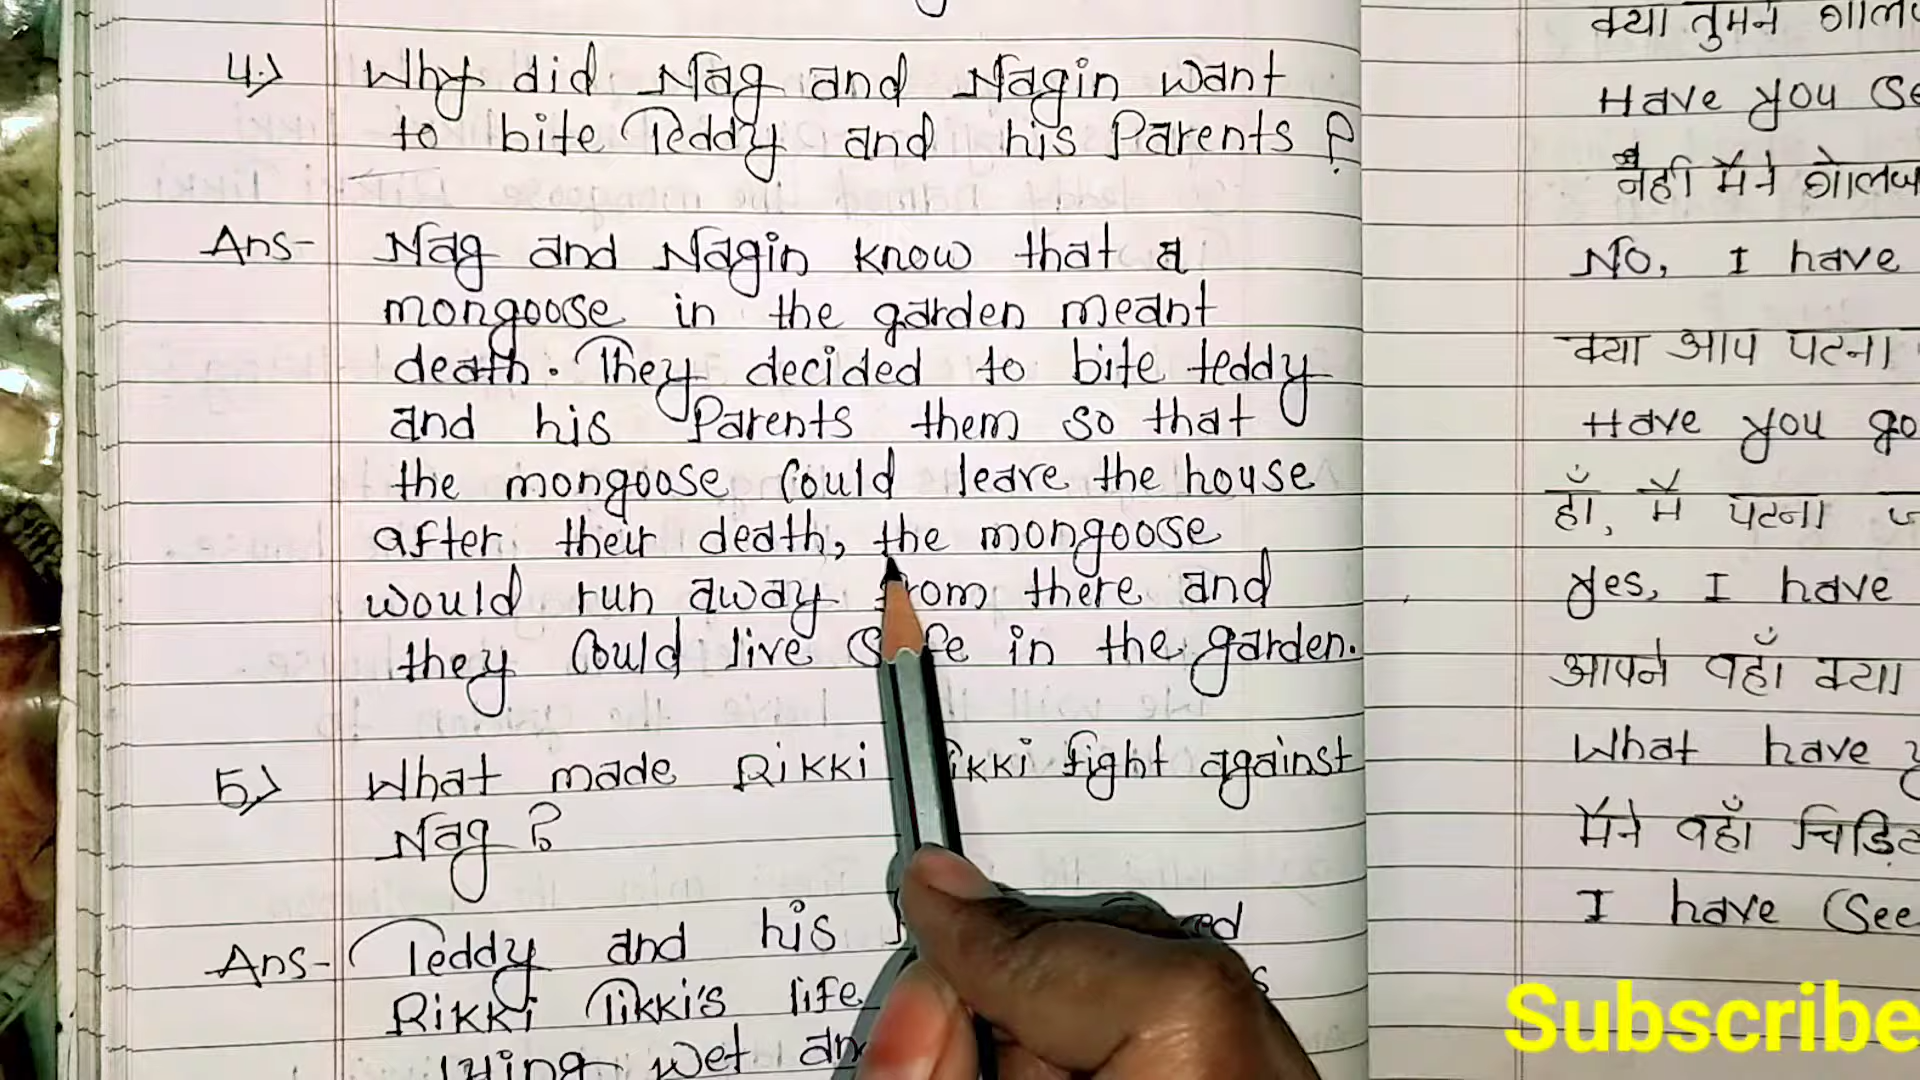 4.) Why did Nag and Nagin want
to bite Teddy and his Parents ?
Ans- Nag and Nagin know that a
mongoose in the garden meant
death. They decided to bite teddy
and his Parents them so that
the mongoose Could leave the house
after their death, the mongoose
would run away from there and
they Could live Safe in the garden.
5.) What made Rikki Tikki fight against
Nag ?
Ans- Teddy and his
Rikki Tikki's life
lying wet
क्या तुमने
Have you
नहीं मैंने
No, I have
क्या आप पटना
Have you
हाँ, मैं पटना
Yes, I have
आपने वहाँ क्या
What have
मैंने वहाँ
I have
Subscribe